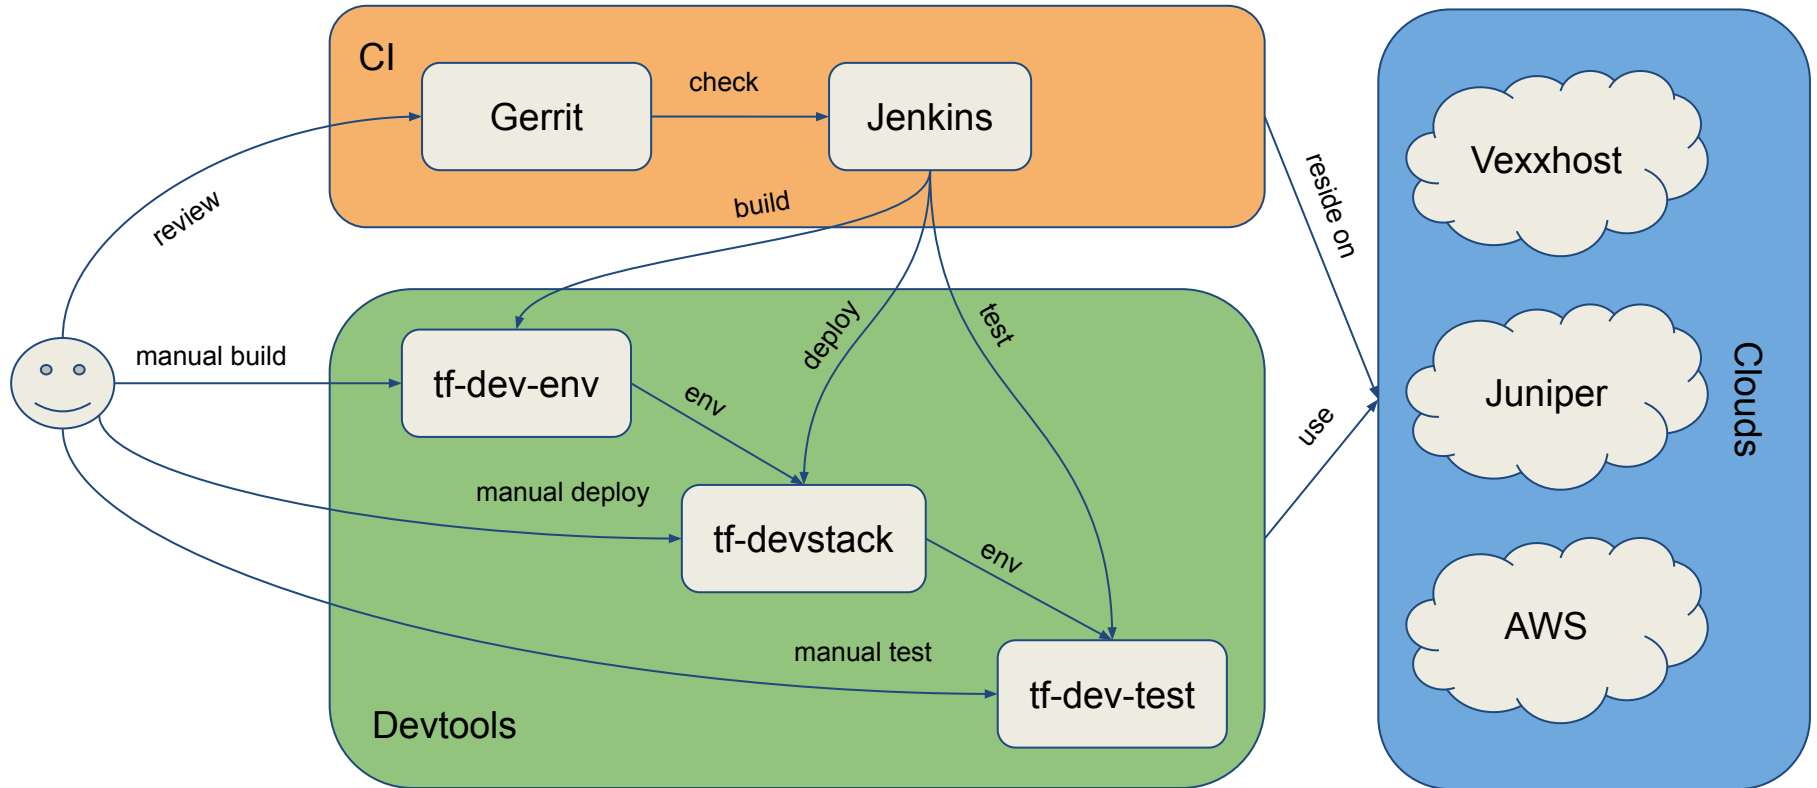 CI
Gerrit
check
Jenkins
review
build
reside on
Vexxhost
manual build
tf-dev-env
env
deploy
test
Juniper
Clouds
use
manual deploy
tf-devstack
env
AWS
manual test
tf-dev-test
Devtools